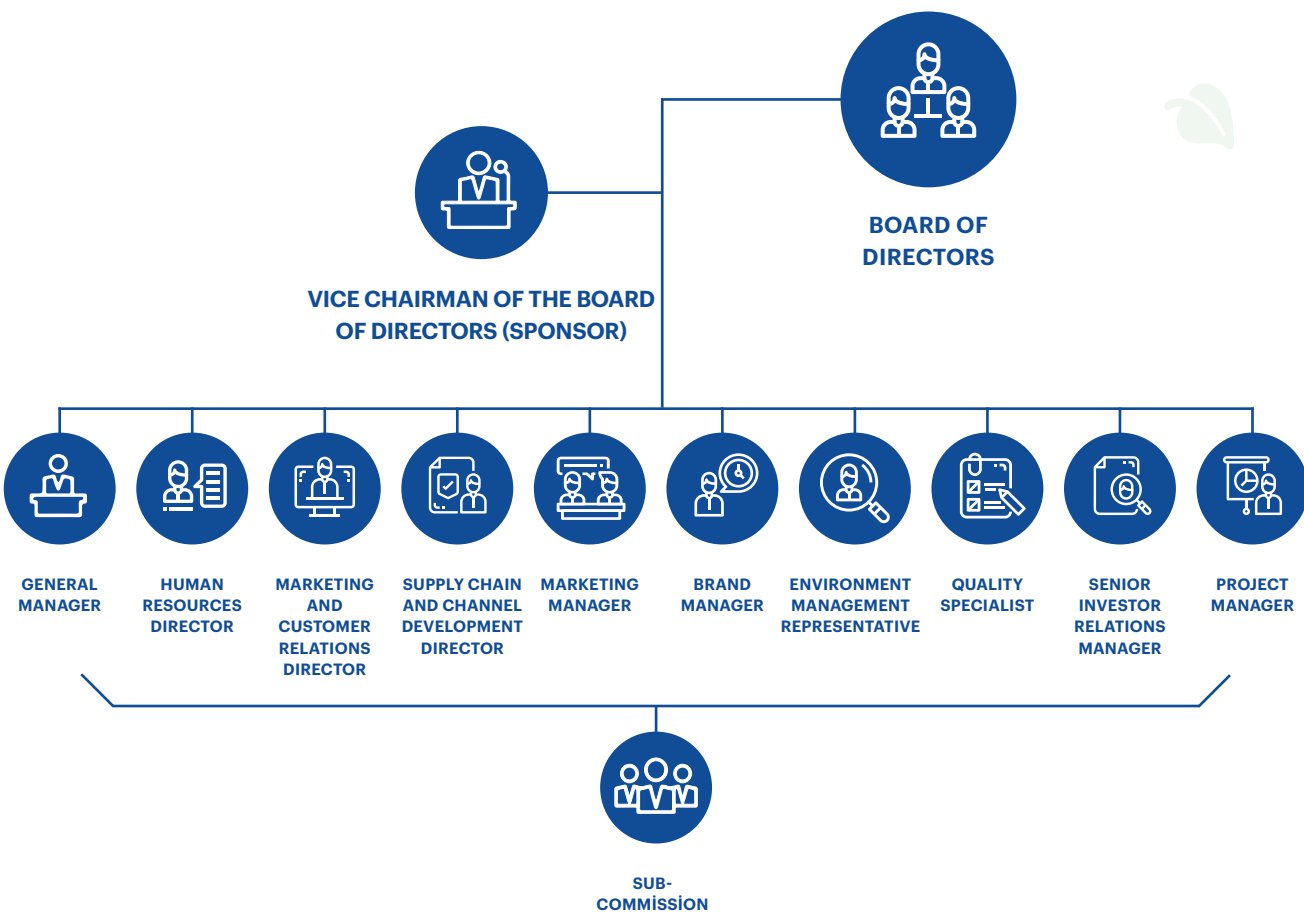 BOARD OF
DIRECTORS
VICE CHAIRMAN OF THE BOARD
OF DIRECTORS (SPONSOR)
GENERAL
MANAGER
HUMAN
RESOURCES
DIRECTOR
MARKETING
AND
CUSTOMER
RELATIONS
DIRECTOR
SUPPLY CHAIN
AND CHANNEL
DEVELOPMENT
DIRECTOR
MARKETING
MANAGER
BRAND
MANAGER
ENVIRONMENT
MANAGEMENT
REPRESENTATIVE
QUALITY
SPECIALIST
SENIOR
INVESTOR
RELATIONS
MANAGER
PROJECT
MANAGER
SUB-
COMMİSSİON